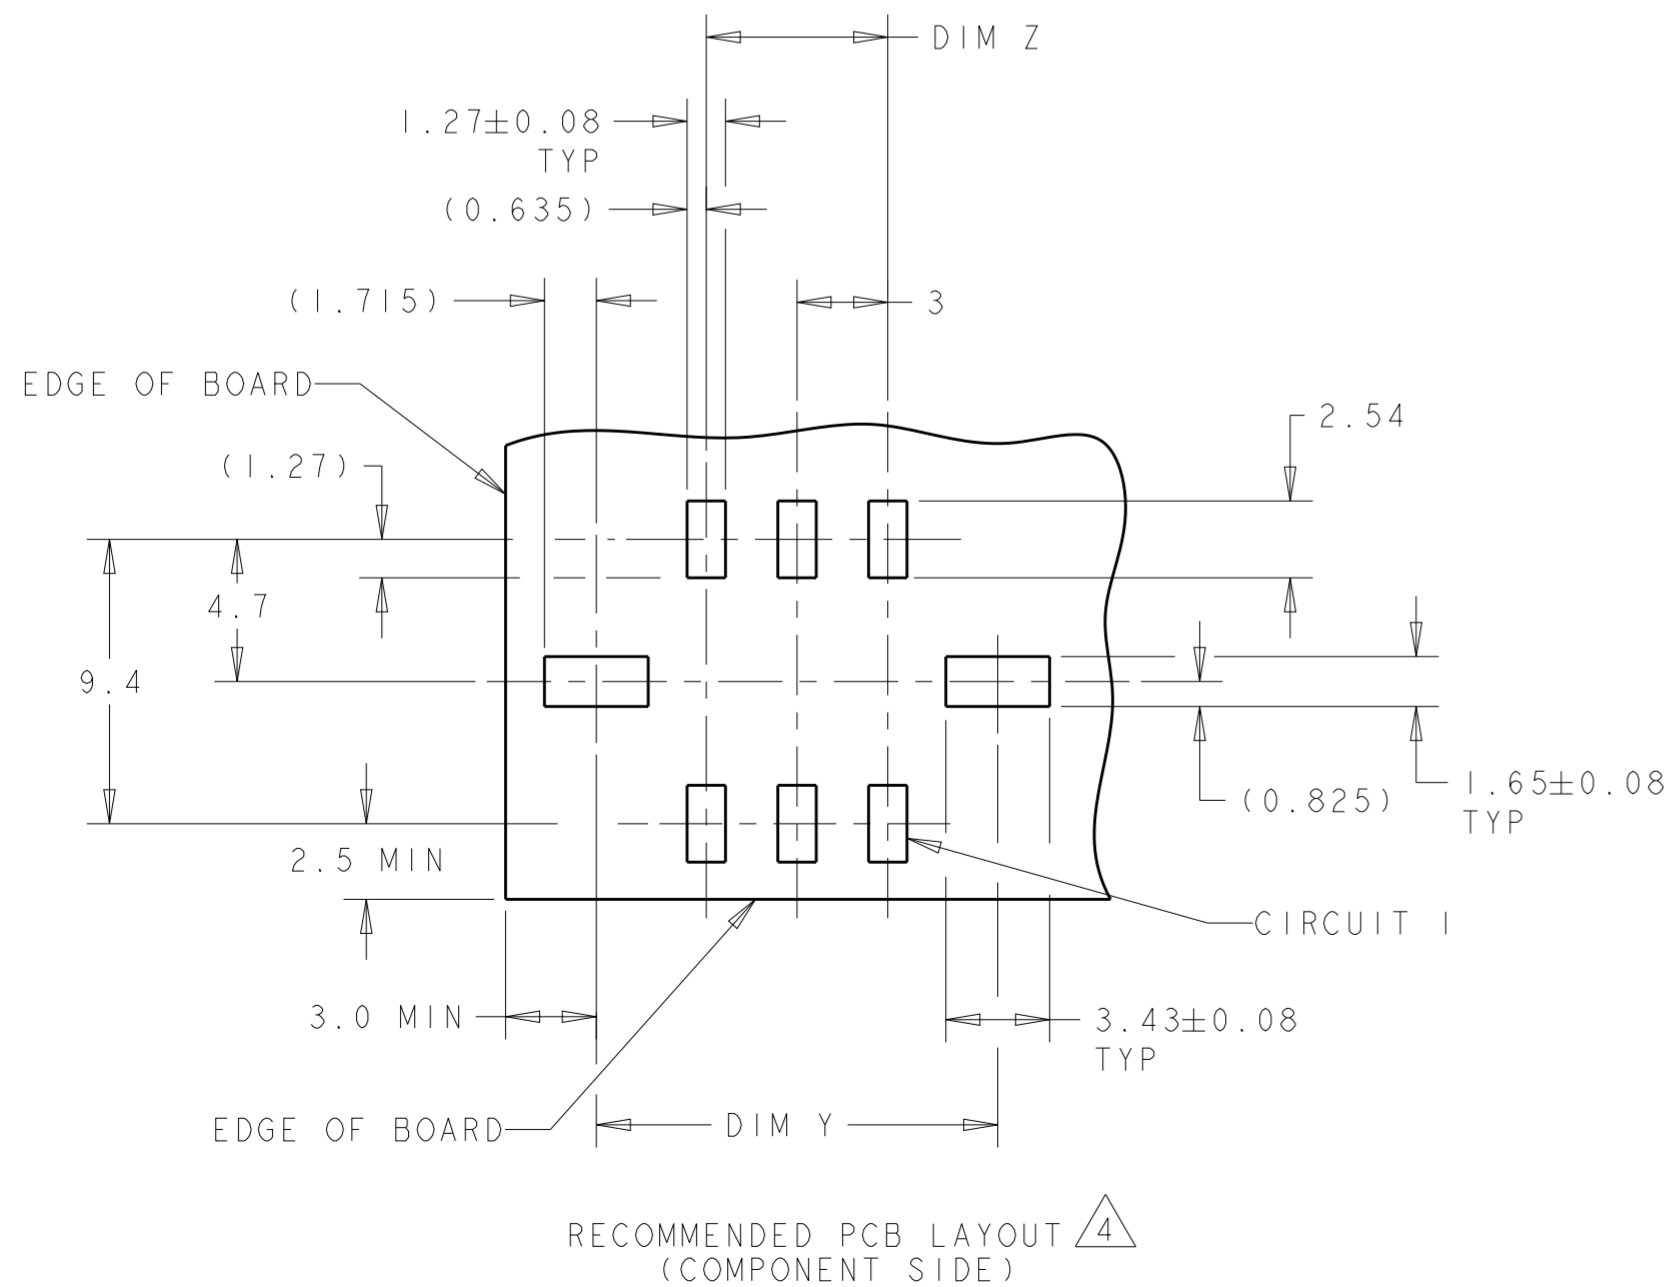 DIM Z
1.27±0.08
TYP
(0.635)
(1.715)
3
EDGE OF BOARD
2.54
(1.27)
4.7
9.4
1.65±0.08
TYP
(0.825)
2.5 MIN
CIRCUIT 1
3.0 MIN
3.43±0.08
TYP
EDGE OF BOARD
DIM Y
RECOMMENDED PCB LAYOUT 4
(COMPONENT SIDE)